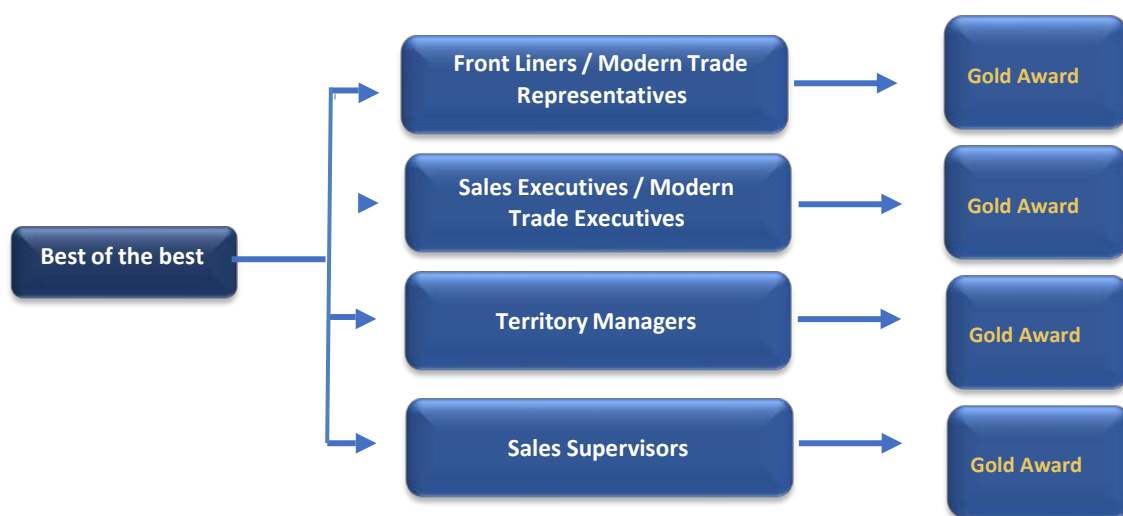 Front Liners / Modern Trade
Representatives
Gold Award
Sales Executives / Modern
Trade Executives
Gold Award
Best of the best
Territory Managers
Gold Award
Sales Supervisors
Gold Award